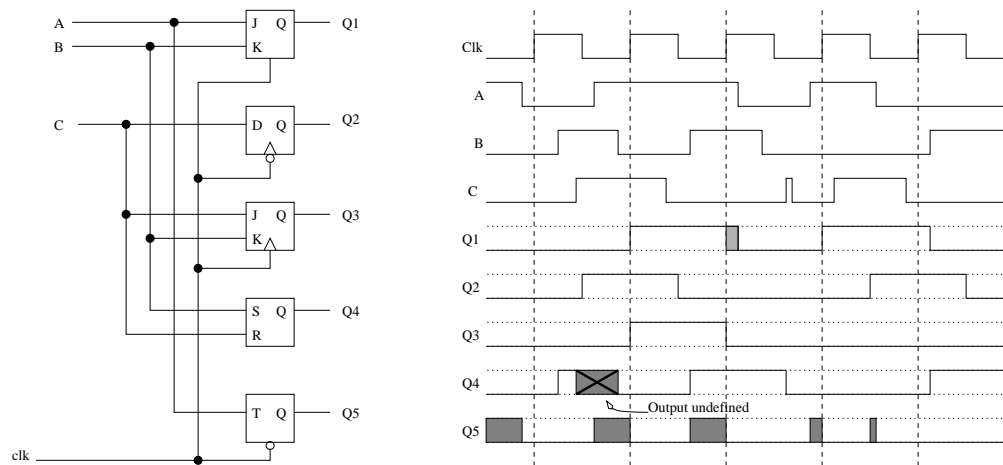 A J Q Q1
B K
C D Q Q2
J Q Q3
K
S Q Q4
R
T Q Q5
clk
Clk
A
B
C
Q1
Q2
Q3
Q4
Output undefined
Q5